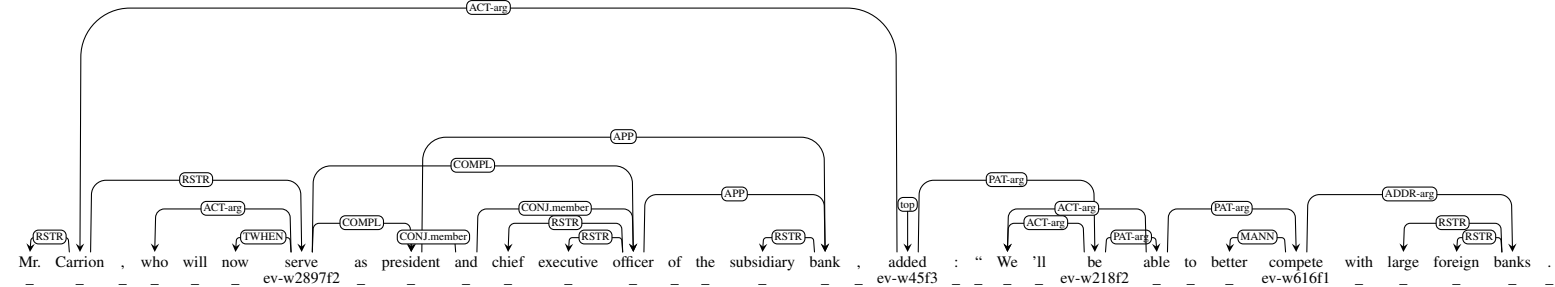 ACT-arg
APP
COMPL
RSTR PAT-arg
APP ADDR-arg
top
ACT-arg CONJ.member ACT-arg PAT-arg
COMPL RSTR ACT-arg RSTR
RSTR TWHEN CONJ.member RSTR RSTR PAT-arg MANN RSTR
Mr. Carrion , who will now serve as president and chief executive officer of the subsidiary bank , added : “ We ’ll be able to better compete with large foreign banks .
_ _ _ _ _ _ ev-w2897f2 _ _ _ _ _ _ _ _ _ _ _ ev-w45f3 _ _ _ _ ev-w218f2 _ _ _ ev-w616f1 _ _ _ _ _